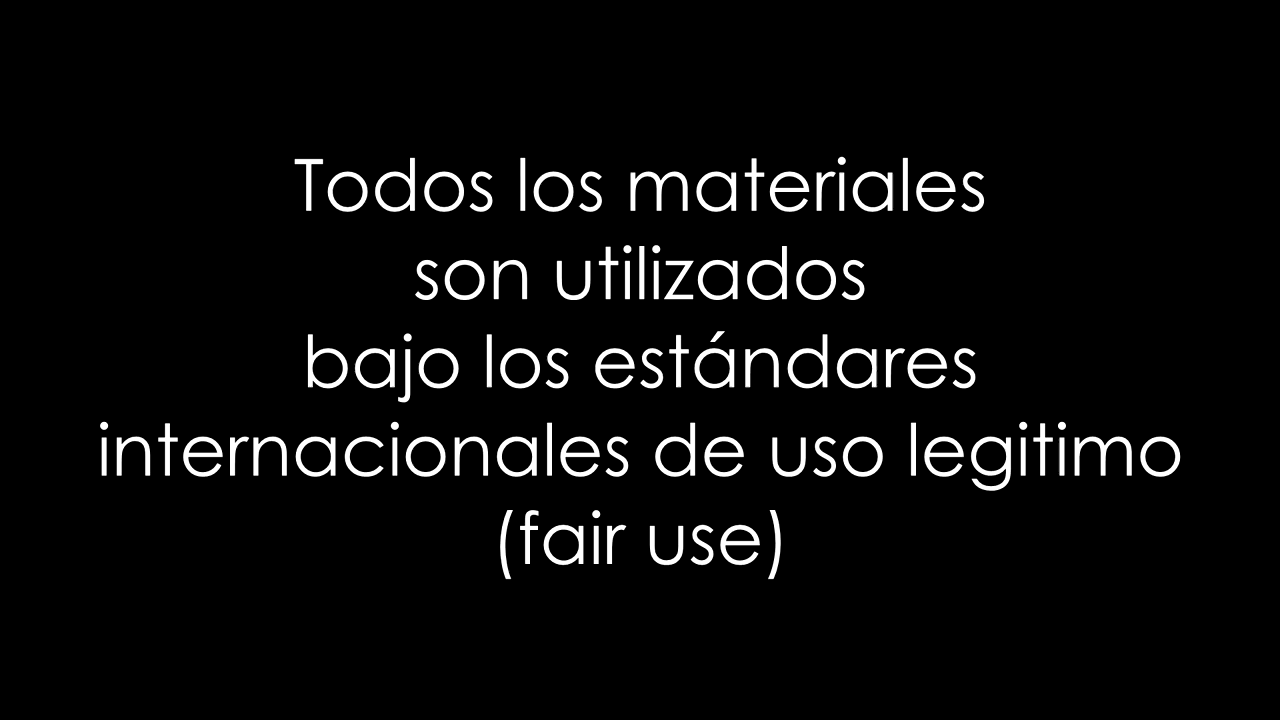 Todos los materiales
son utilizados
bajo los estándares
internacionales de uso legitimo
(fair use)